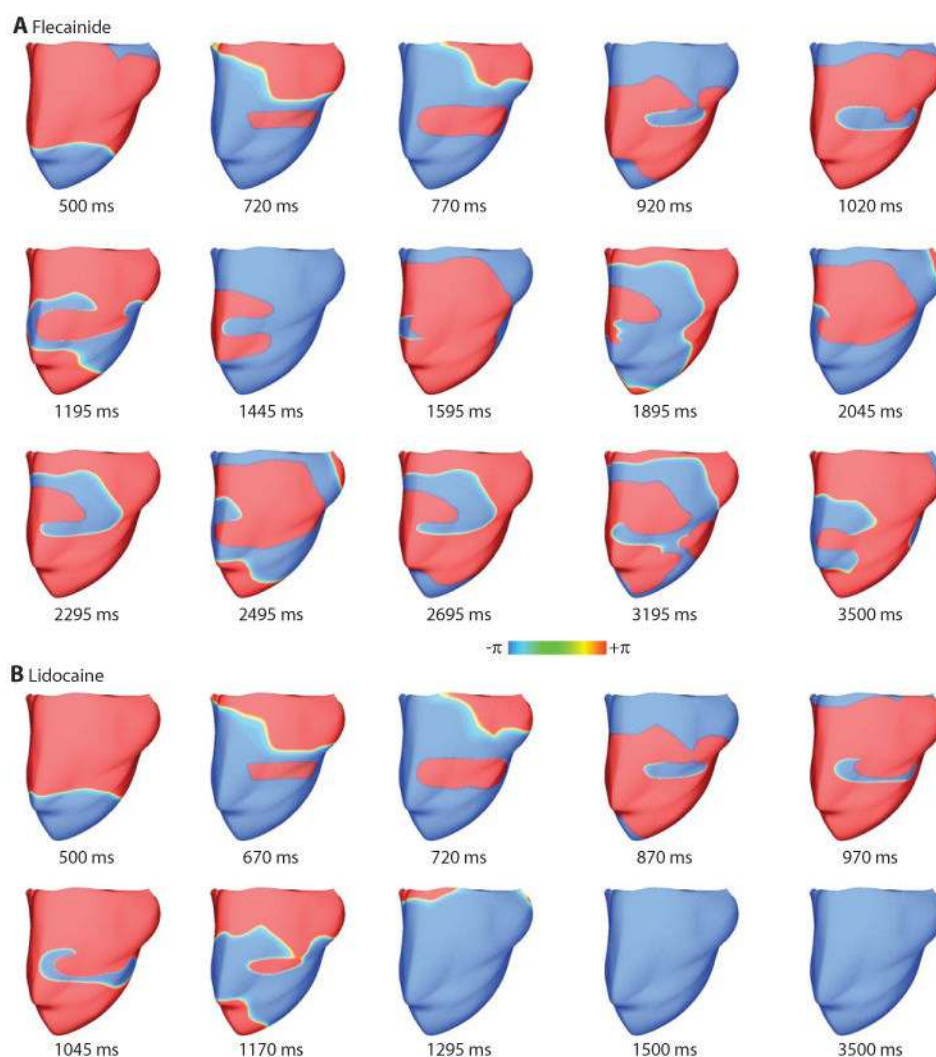 A Flecainide
500 ms 720 ms 770 ms 920 ms 1020 ms
1195 ms 1445 ms 1595 ms 1895 ms 2045 ms
2295 ms 2495 ms 2695 ms 3195 ms 3500 ms
-π +π
B Lidocaine
500 ms 670 ms 720 ms 870 ms 970 ms
1045 ms 1170 ms 1295 ms 1500 ms 3500 ms